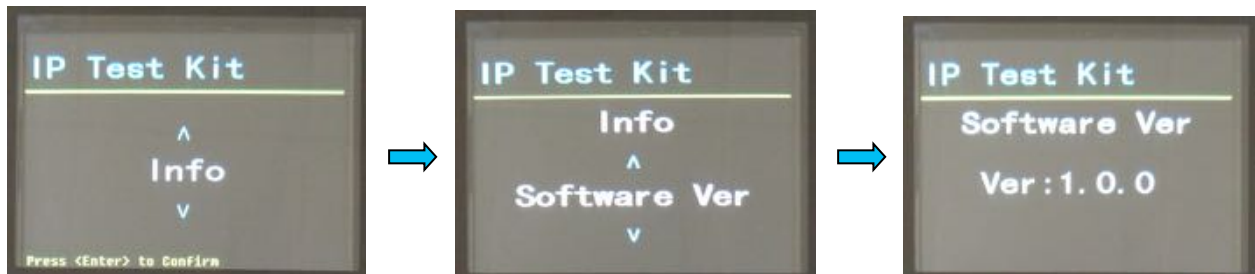 IP Test Kit
^
Info
v
Press <Enter> to Confirm
IP Test Kit
Info
^
Software Ver
v
IP Test Kit
Software Ver
Ver:1.0.0